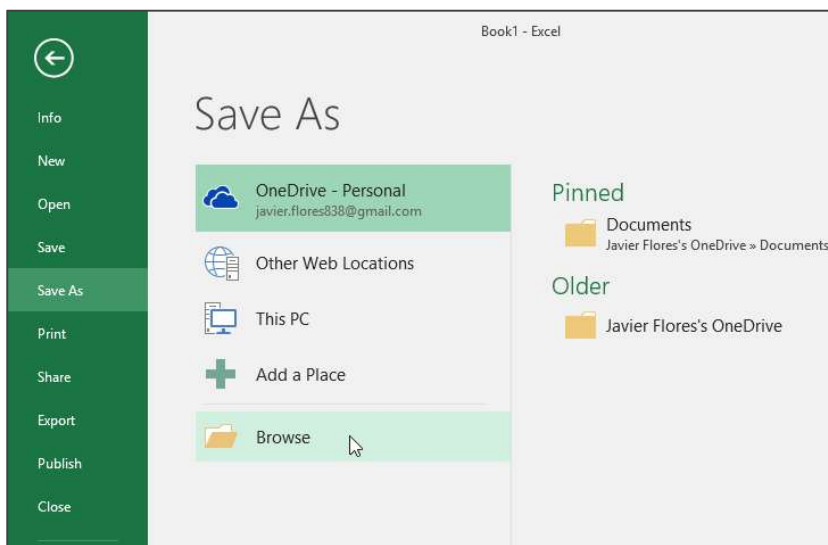 Book1 - Excel
Info
New
Open
Save
Save As
Print
Share
Export
Publish
Close
Save As
OneDrive - Personal
javier.flores838@gmail.com
Other Web Locations
This PC
Add a Place
Browse
Pinned
Documents
Javier Flores's OneDrive » Documents
Older
Javier Flores's OneDrive